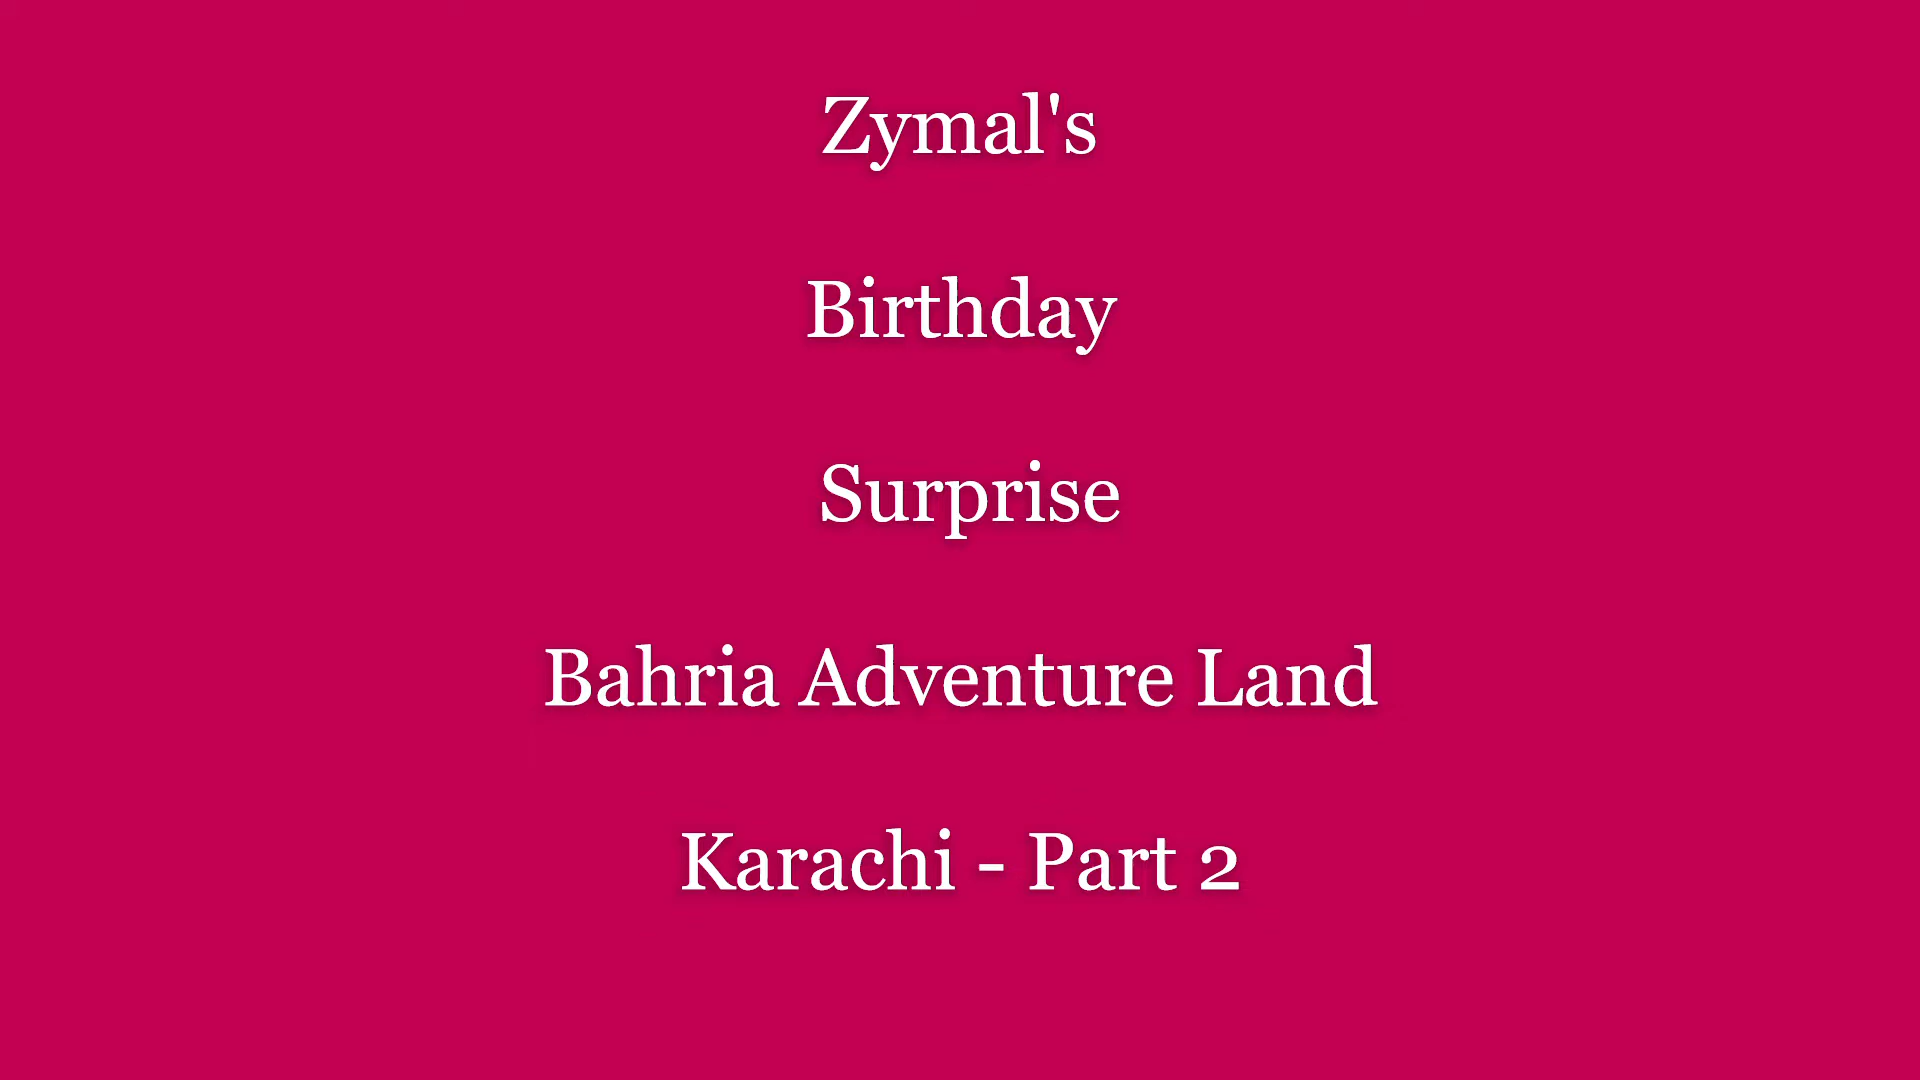 Zymal's
Birthday
Surprise
Bahria Adventure Land
Karachi - Part 2